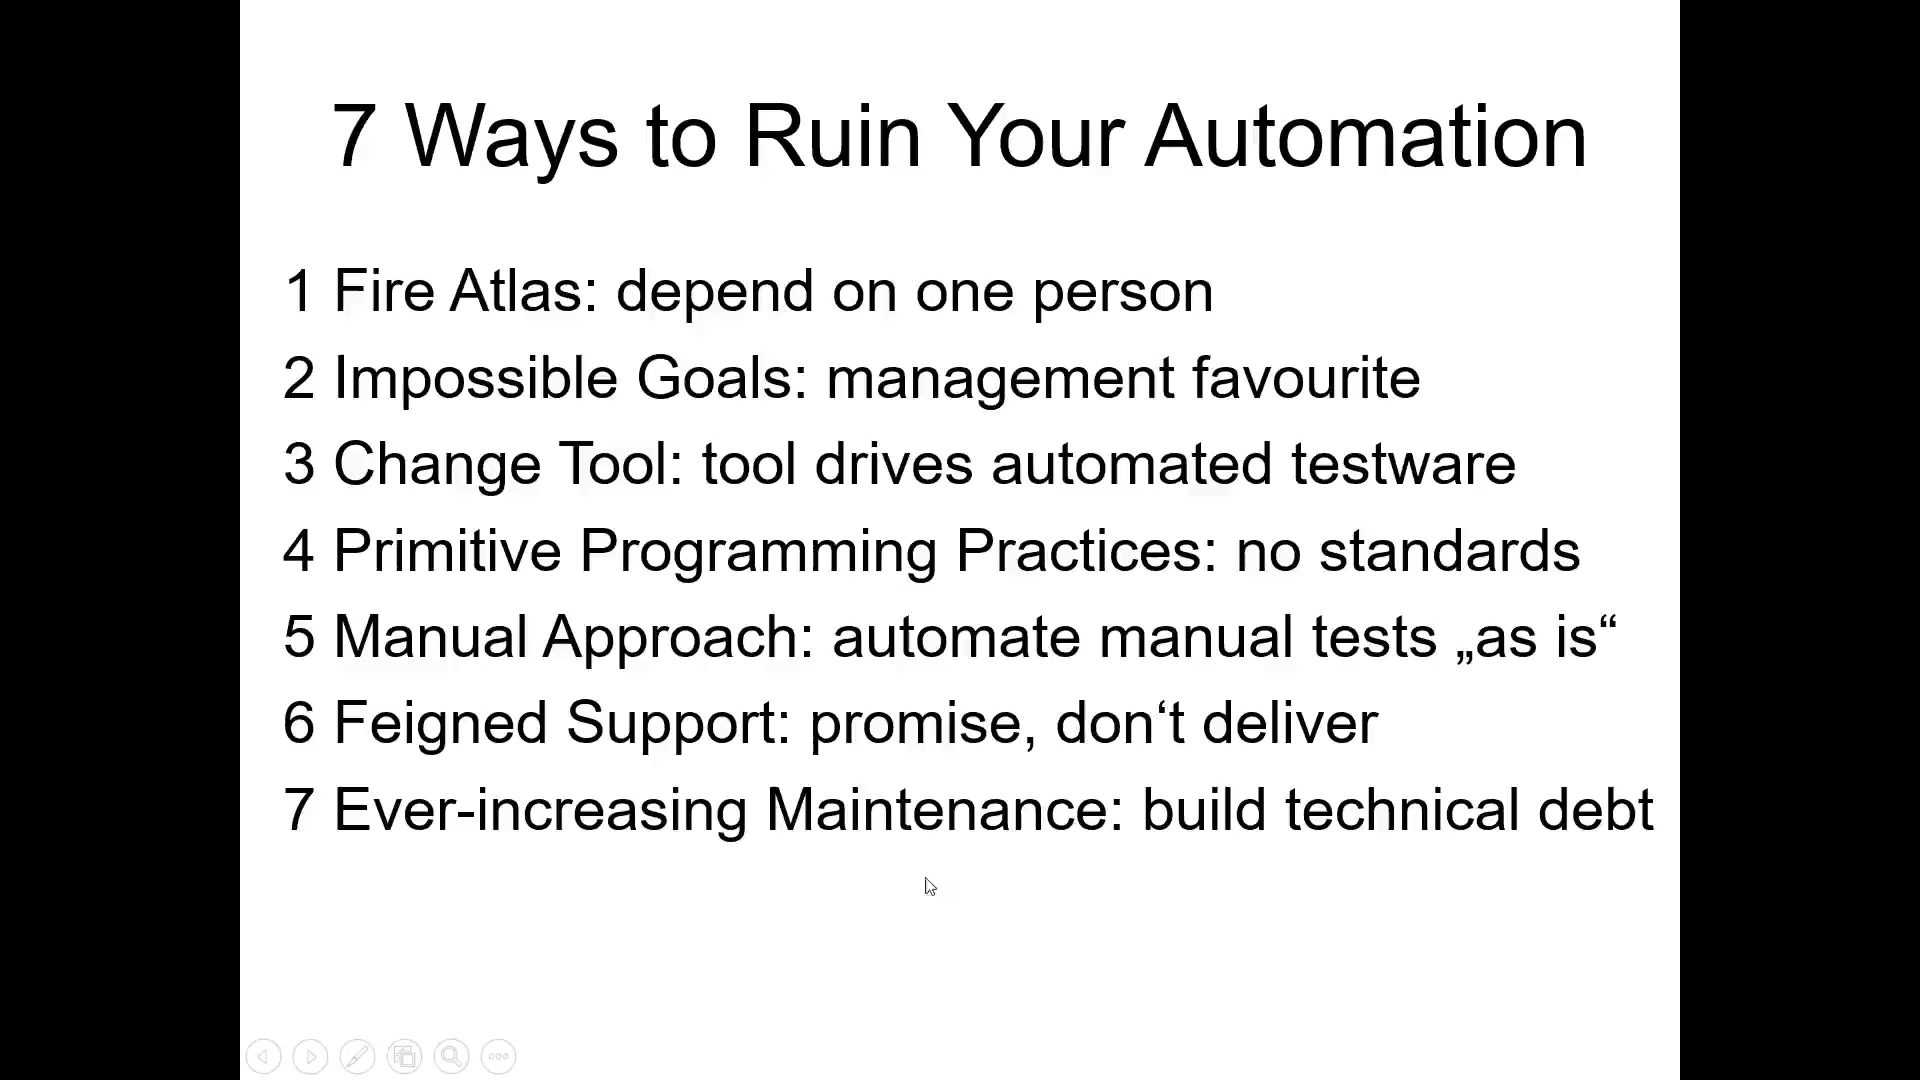 7 Ways to Ruin Your Automation
1 Fire Atlas: depend on one person
2 Impossible Goals: management favourite
3 Change Tool: tool drives automated testware
4 Primitive Programming Practices: no standards
5 Manual Approach: automate manual tests „as is“
6 Feigned Support: promise, don‘t deliver
7 Ever-increasing Maintenance: build technical debt